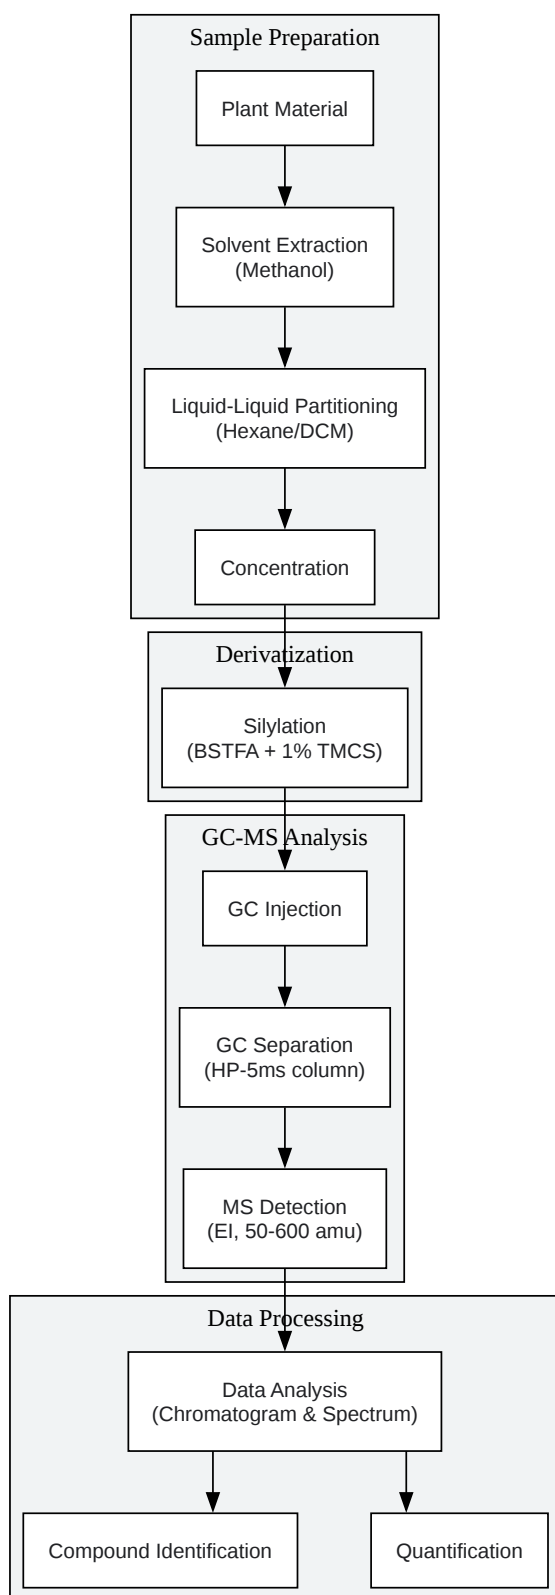 Sample Preparation
Plant Material
Solvent Extraction
(Methanol)
Liquid-Liquid Partitioning
(Hexane/DCM)
Concentration
Derivatization
Silylation
(BSTFA + 1% TMCS)
GC-MS Analysis
GC Injection
GC Separation
(HP-5ms column)
MS Detection
(EI, 50-600 amu)
Data Processing
Data Analysis
(Chromatogram & Spectrum)
Compound Identification
Quantification